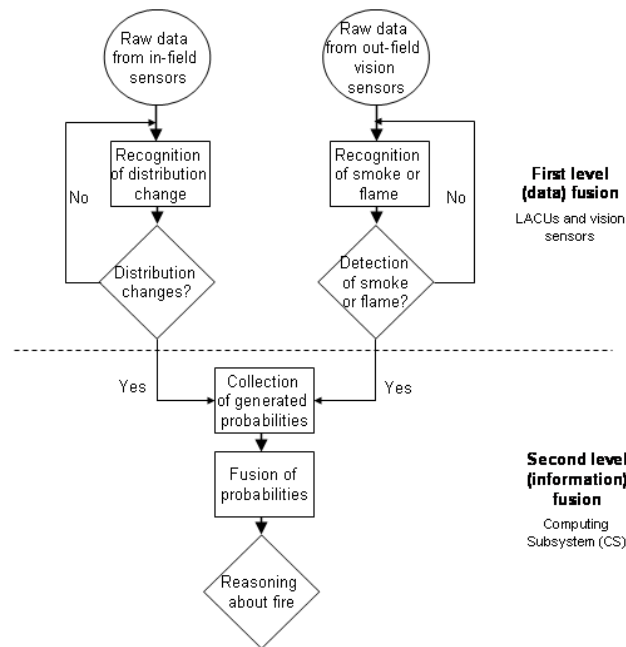 Raw data
from in-field
sensors
Raw data
from out-field
vision
sensors
Recognition
of distribution
change
Recognition
of smoke or
flame
No
No
First level
(data) fusion
LACUs and vision
sensors
Distribution
changes?
Detection
of smoke
or flame?
Yes
Yes
Collection
of generated
probabilities
Fusion of
probabilities
Second level
(information)
fusion
Computing
Subsystem (CS)
Reasoning
about fire